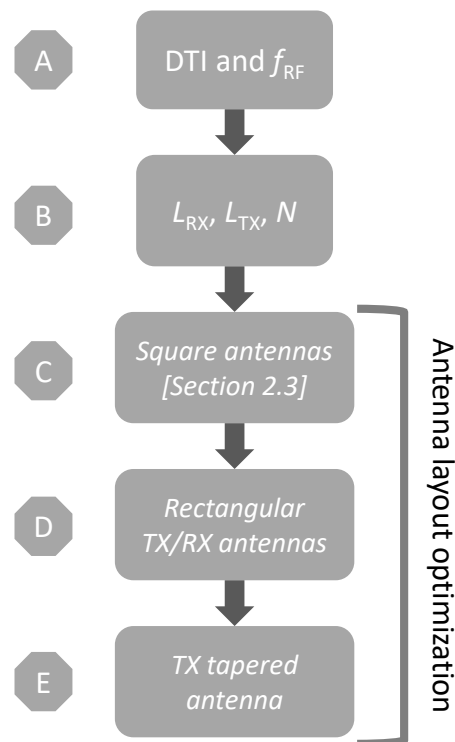 A
DTI and fRF
B
LRX, LTX, N
C
Square antennas
[Section 2.3]
D
Rectangular
TX/RX antennas
E
TX tapered
antenna
Antenna layout optimization